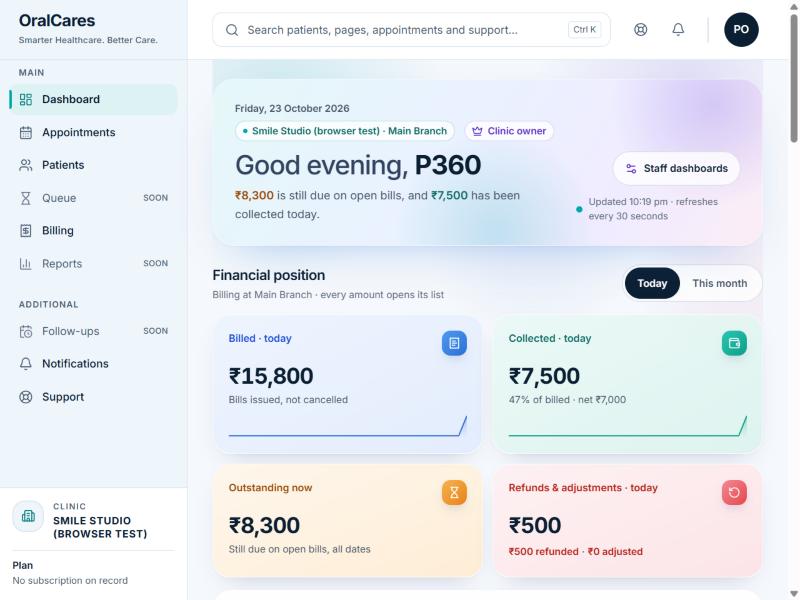 OralCares
Smarter Healthcare. Better Care.
MAIN
Dashboard
Appointments
Patients
Queue SOON
Billing
Reports SOON
ADDITIONAL
Follow-ups SOON
Notifications
Support
CLINIC
SMILE STUDIO
(BROWSER TEST)
Plan
No subscription on record
Search patients, pages, appointments and support... Ctrl K
PO
Friday, 23 October 2026
Smile Studio (browser test) · Main Branch Clinic owner
Good evening, P360
₹8,300 is still due on open bills, and ₹7,500 has been
collected today.
Staff dashboards
Updated 10:19 pm · refreshes
every 30 seconds
Financial position
Billing at Main Branch · every amount opens its list
Today This month
Billed · today
₹15,800
Bills issued, not cancelled
Collected · today
₹7,500
47% of billed · net ₹7,000
Outstanding now
₹8,300
Still due on open bills, all dates
Refunds & adjustments · today
₹500
₹500 refunded · ₹0 adjusted